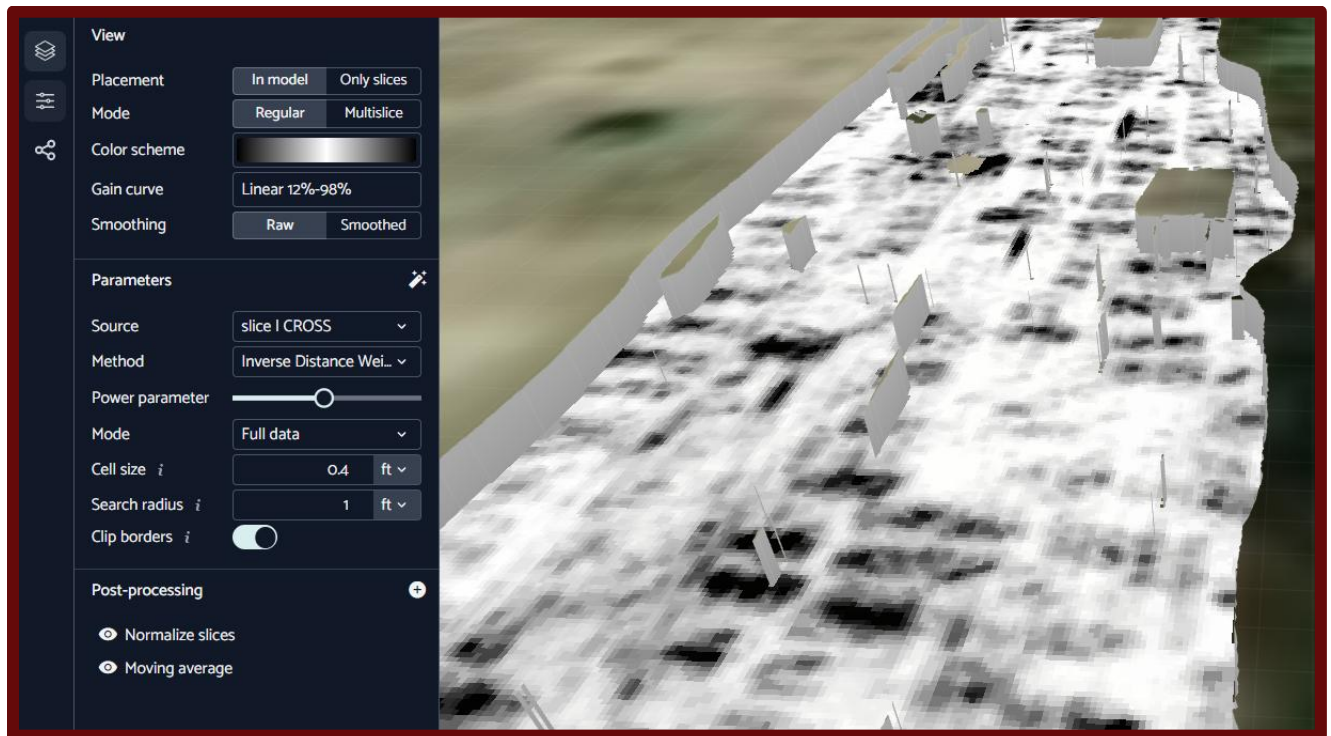 View
Placement In model Only slices
Mode Regular Multislice
Color scheme
Gain curve Linear 12%-98%
Smoothing Raw Smoothed
Parameters
Source slice | CROSS
Method Inverse Distance Wei...
Power parameter
Mode Full data
Cell size i 0.4 ft
Search radius i 1 ft
Clip borders i
Post-processing
Normalize slices
Moving average